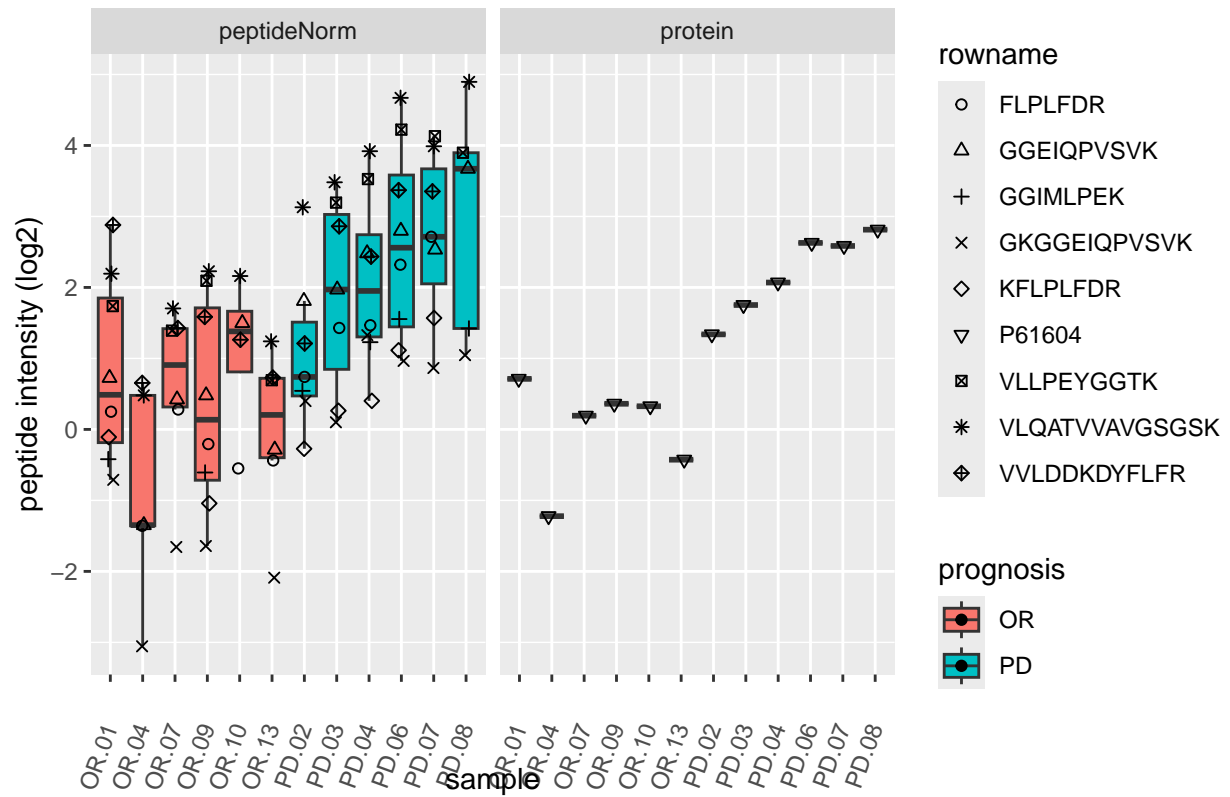 peptideNorm
protein
peptide intensity (log2)
4
2
0
−2
OR.01
OR.04
OR.07
OR.09
OR.10
OR.13
PD.02
PD.03
PD.04
PD.06
PD.07
PD.08
OR.01
OR.04
OR.07
OR.09
OR.10
OR.13
PD.02
PD.03
PD.04
PD.06
PD.07
PD.08
sample
rowname
FLPLFDR
GGEIQPVSVK
GGIMLPEK
GKGGEIQPVSVK
KFLPLFDR
P61604
VLLPEYGGTK
VLQATVVAVGSGSK
VVLDDKDYFLFR
prognosis
OR
PD